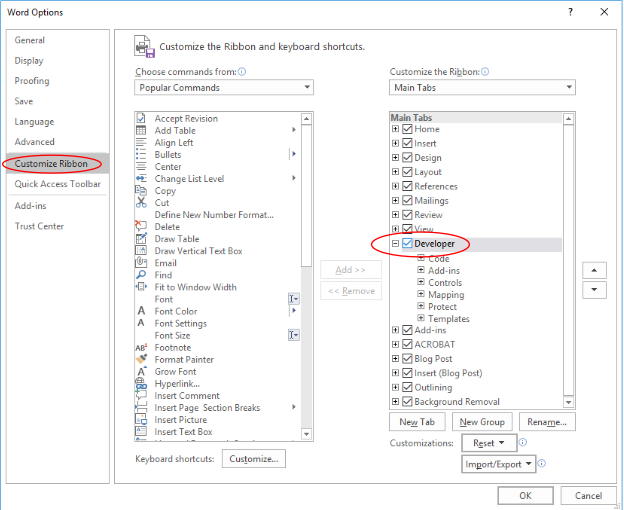 Word Options
?
General
Display
Proofing
Save
Language
Advanced
Customize Ribbon
Quick Access Toolbar
Add-ins
Trust Center
Customize the Ribbon and keyboard shortcuts.
Choose commands from:
Popular Commands
Accept Revision
Add Table
Align Left
Bullets
Center
Change List Level
Copy
Cut
Define New Number Format...
Delete
Draw Table
Draw Vertical Text Box
Email
Find
Fit to Window Width
Font
Font Color
Font Settings
Font Size
Footnote
Format Painter
Grow Font
Hyperlink...
Insert Comment
Insert Page Section Breaks
Insert Picture
Insert Text Box
Keyboard shortcuts: Customize...
Add >>
<< Remove
Customize the Ribbon:
Main Tabs
Main Tabs
Home
Insert
Design
Layout
References
Mailings
Review
View
Developer
Code
Add-ins
Controls
Mapping
Protect
Templates
Add-ins
ACROBAT
Blog Post
Insert (Blog Post)
Outlining
Background Removal
New Tab New Group Rename...
Customizations: Reset
Import/Export
OK Cancel